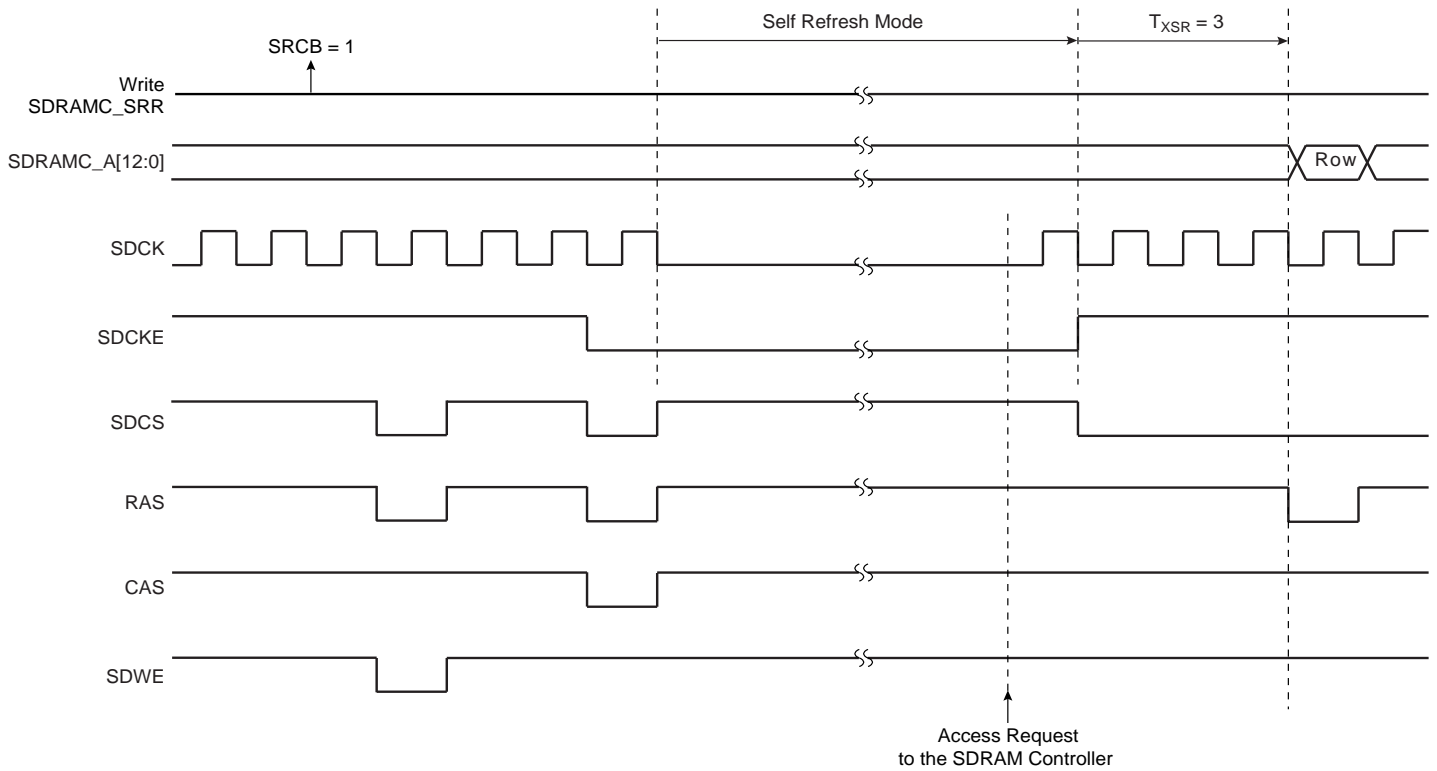 Self Refresh Mode
TXSR = 3
SRCB = 1
Write
SDRAMC_SRR
SDRAMC_A[12:0]
Row
SDCK
SDCKE
SDCS
RAS
CAS
SDWE
Access Request
to the SDRAM Controller